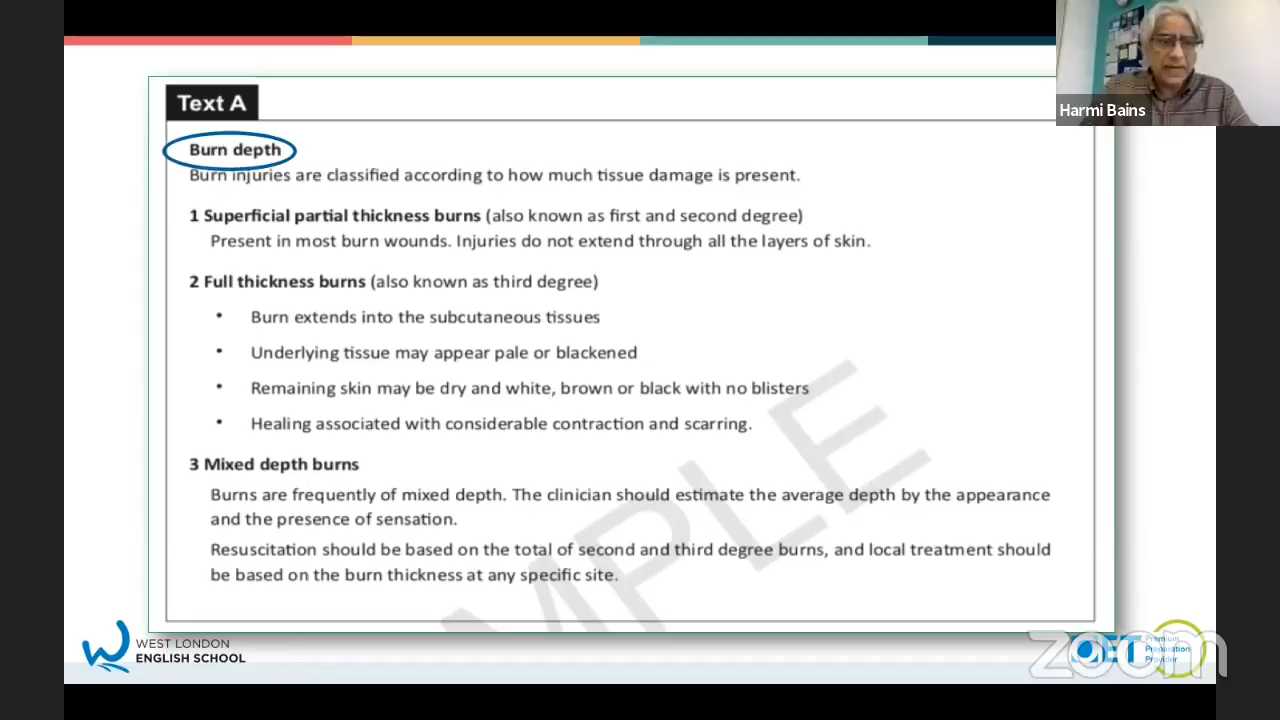 Harmi Bains
Text A
Burn depth
Burn injuries are classified according to how much tissue damage is present.
1 Superficial partial thickness burns (also known as first and second degree)
Present in most burn wounds. Injuries do not extend through all the layers of skin.
2 Full thickness burns (also known as third degree)
• Burn extends into the subcutaneous tissues
• Underlying tissue may appear pale or blackened
• Remaining skin may be dry and white, brown or black with no blisters
• Healing associated with considerable contraction and scarring.
3 Mixed depth burns
Burns are frequently of mixed depth. The clinician should estimate the average depth by the appearance
and the presence of sensation.
Resuscitation should be based on the total of second and third degree burns, and local treatment should
be based on the burn thickness at any specific site.
MPLE
WEST LONDON
ENGLISH SCHOOL
OET
Premium
Preparation
Provider
zoom